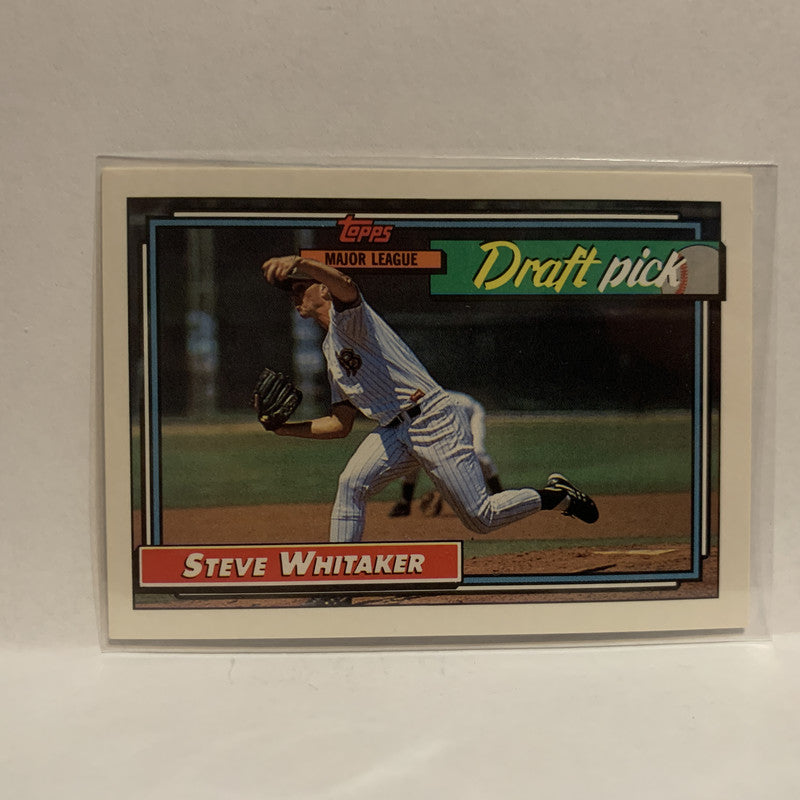 Topps
MAJOR LEAGUE
Draft pick
STEVE WHITAKER